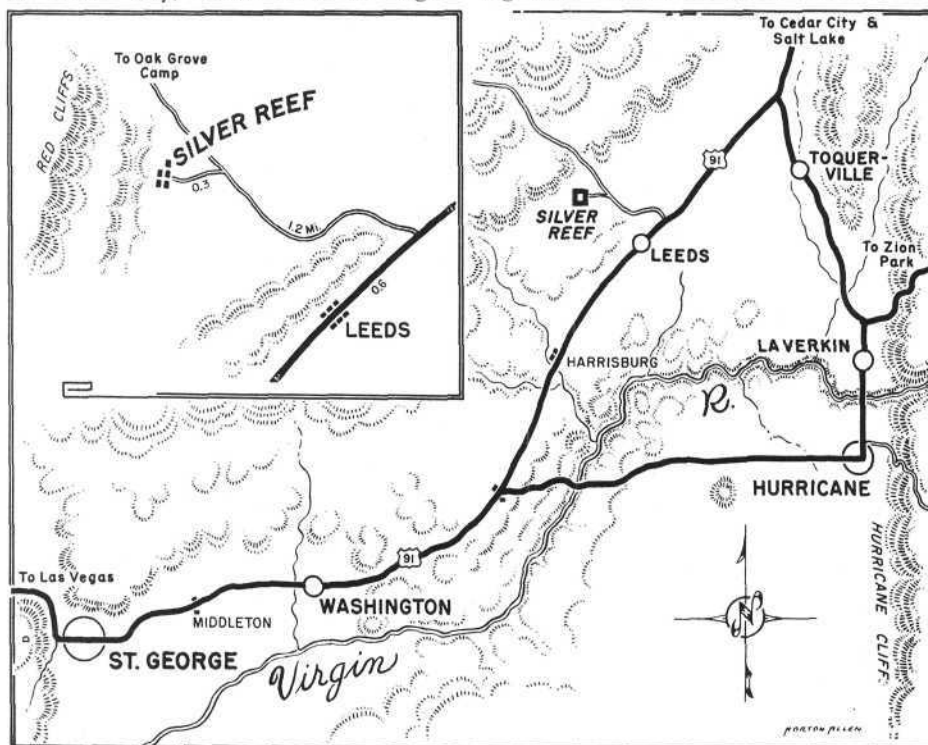 To Oak Grove
Camp
RED CLIFFS
SILVER REEF
0.3
1.2 MI.
0.6
LEEDS
To Cedar City &
Salt Lake
91
TOQUER-
VILLE
SILVER
REEF
LEEDS
To Zion
Park
HARRISBURG
LA VERKIN
R.
HURRICANE
HURRICANE CLIFF
91
To Las Vegas
WASHINGTON
MIDDLETON
ST. GEORGE
Virgin
D
N
NORTON ALLEN